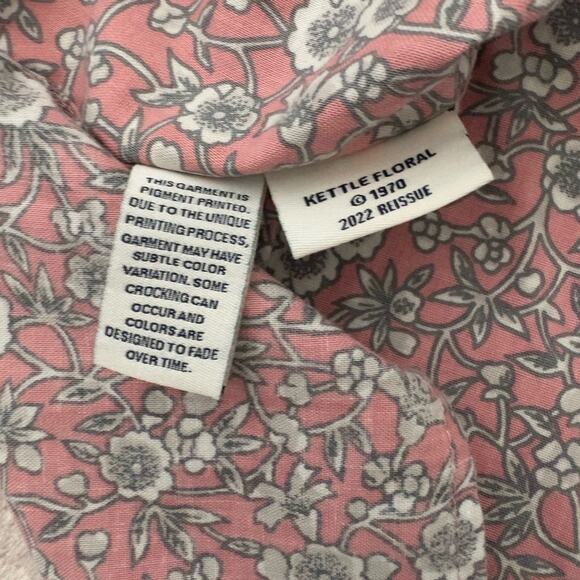 THIS GARMENT IS
PIGMENT PRINTED.
DUE TO THE UNIQUE
PRINTING PROCESS,
GARMENT MAY HAVE
SUBTLE COLOR
VARIATION. SOME
CROCKING CAN
OCCUR AND
COLORS ARE
DESIGNED TO FADE
OVER TIME.
KETTLE FLORAL
© 1970
2022 REISSUE